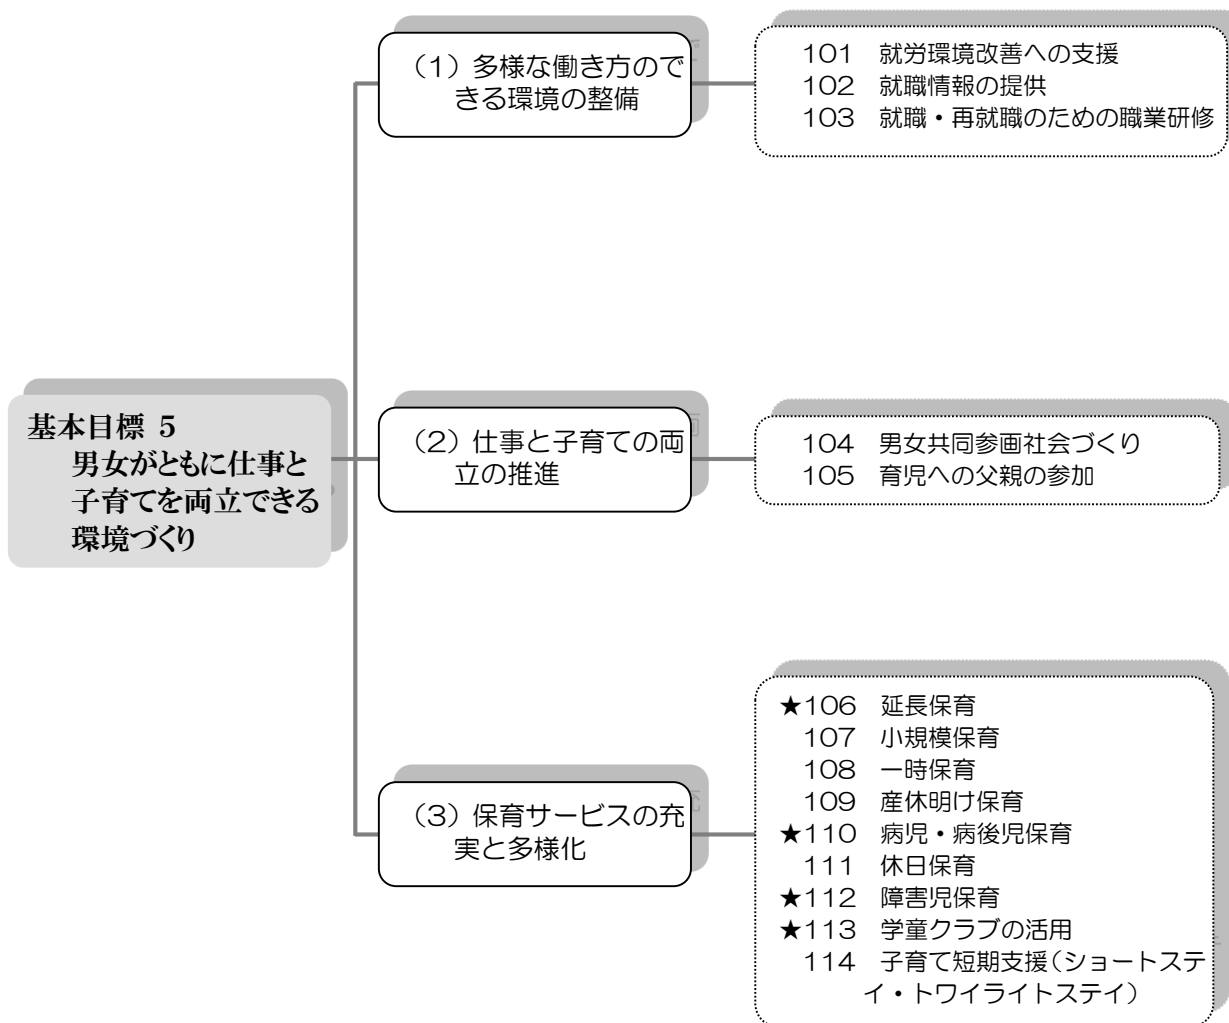 基本目標 5
男女がともに仕事と
子育てを両立できる
環境づくり
(1) 多様な働き方ので
きる環境の整備
101 就労環境改善への支援
102 就職情報の提供
103 就職・再就職のための職業研修
(2) 仕事と子育ての両
立の推進
104 男女共同参画社会づくり
105 育児への父親の参加
(3) 保育サービスの充
実と多様化
★106 延長保育
107 小規模保育
108 一時保育
109 産休明け保育
★110 病児・病後児保育
111 休日保育
★112 障害児保育
★113 学童クラブの活用
114 子育て短期支援(ショートステ
イ・トワイライトステイ)